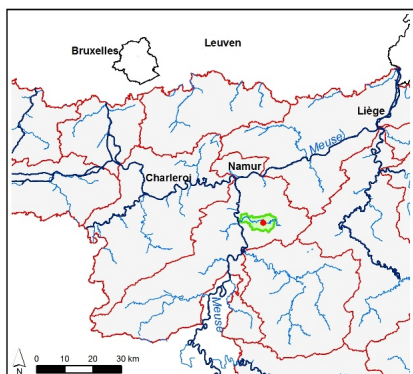 Leuven
Bruxelles
Liège
Meuse
Namur
Charleroi
Meuse
N
0 10 20 30 km